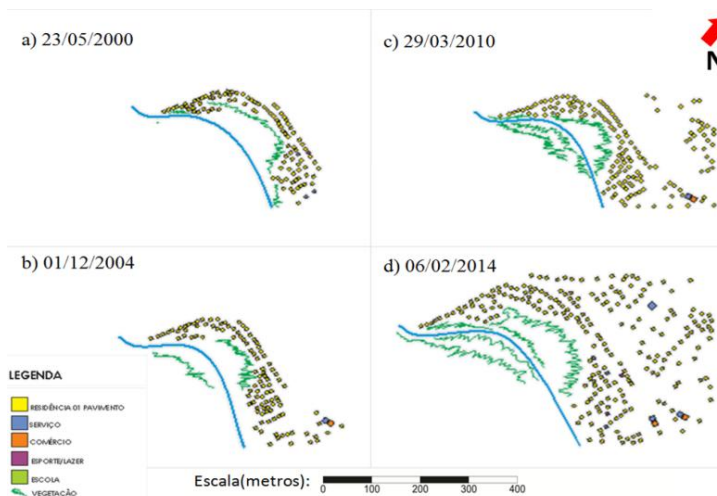 a) 23/05/2000
c) 29/03/2010
N
b) 01/12/2004
d) 06/02/2014
LEGENDA
RESIDÊNCIA 01 PAVIMENTO
SERVIÇO
COMÉRCIO
ESPORTE/LAZER
ESCOLA
VEGETAÇÃO
Escala(metros):
0 100 200 300 400